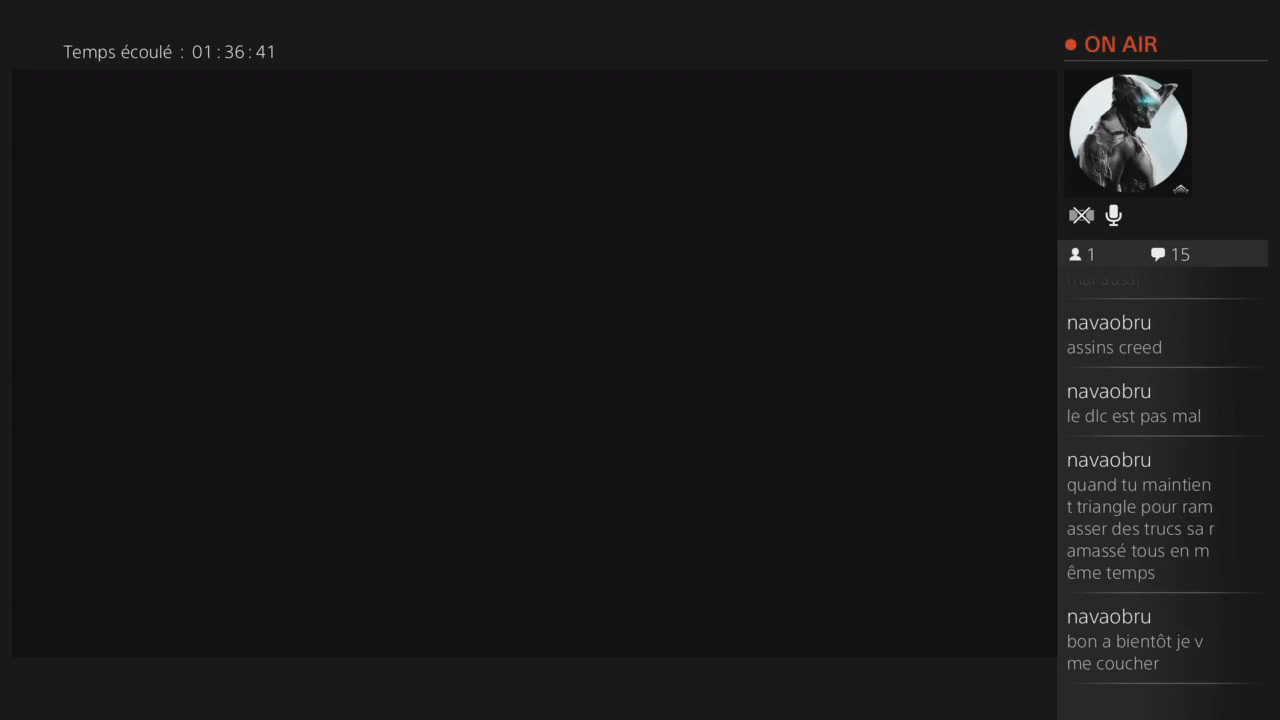 Temps écoulé : 01:36:41
ON AIR
1
15
mal aussi
navaobru
assins creed
navaobru
le dlc est pas mal
navaobru
quand tu maintien
t triangle pour ram
asser des trucs sa r
amassé tous en m
ême temps
navaobru
bon a bientôt je v
me coucher